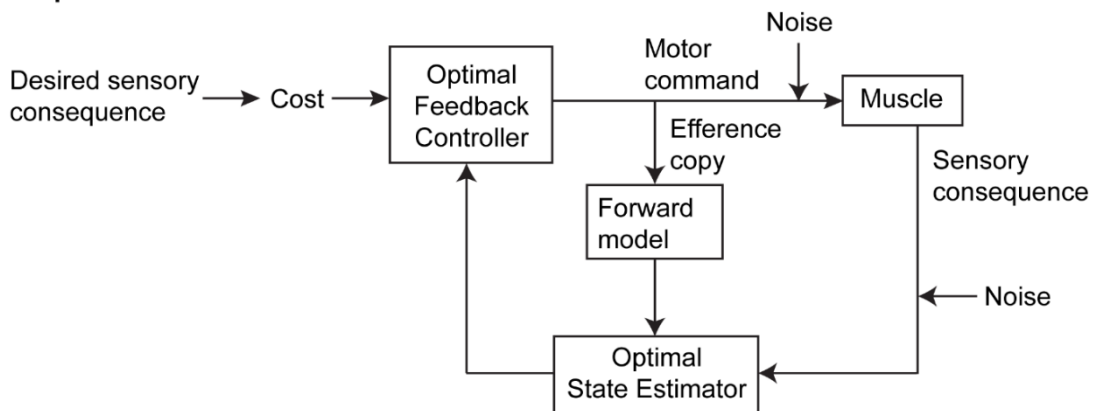 Noise
Motor
command
Desired sensory
consequence
Cost
Optimal
Feedback
Controller
Muscle
Efference
copy
Sensory
consequence
Forward
model
Noise
Optimal
State Estimator